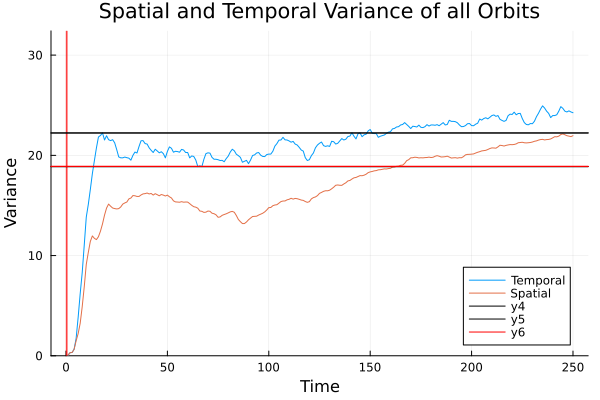 Spatial and Temporal Variance of all Orbits
Variance
30
20
10
0
0 50 100 150 200 250
Time
Temporal
Spatial
y4
y5
y6